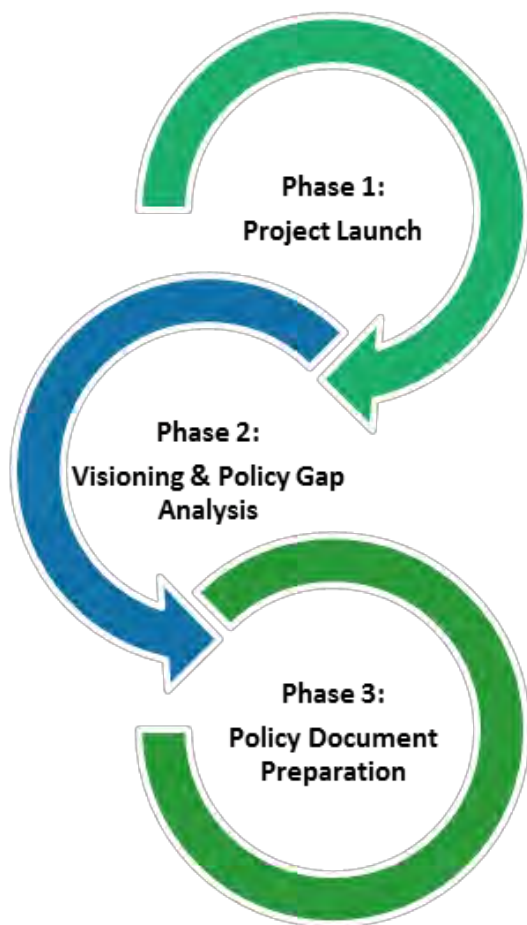 Phase 1:
Project Launch
Phase 2:
Visioning & Policy Gap
Analysis
Phase 3:
Policy Document
Preparation